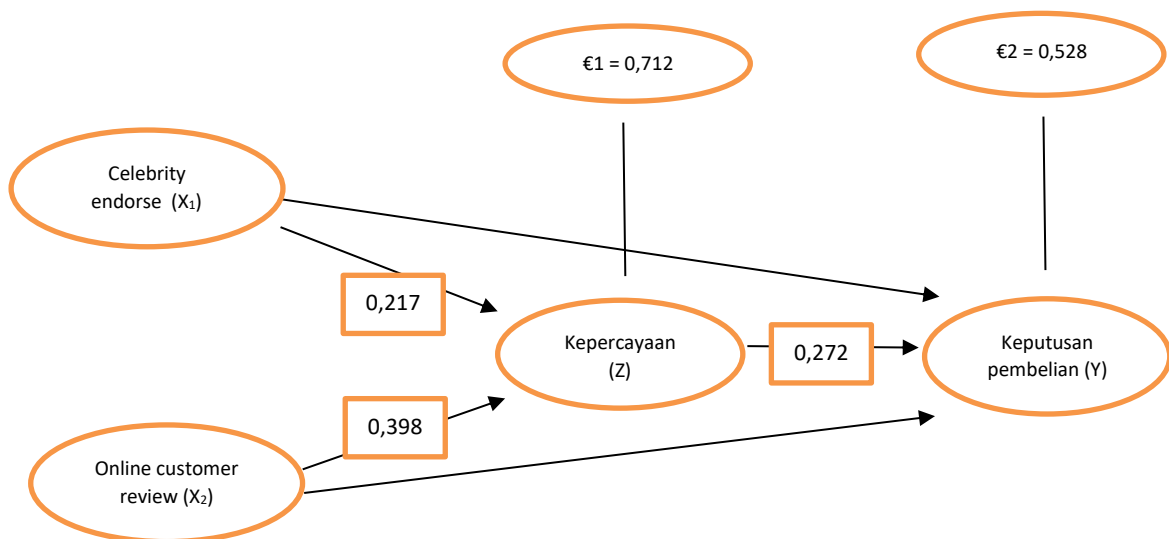 €1 = 0,712
€2 = 0,528
Celebrity
endorse (X₁)
0,217
Kepercayaan
(Z)
0,272
Keputusan
pembelian (Y)
0,398
Online customer
review (X₂)